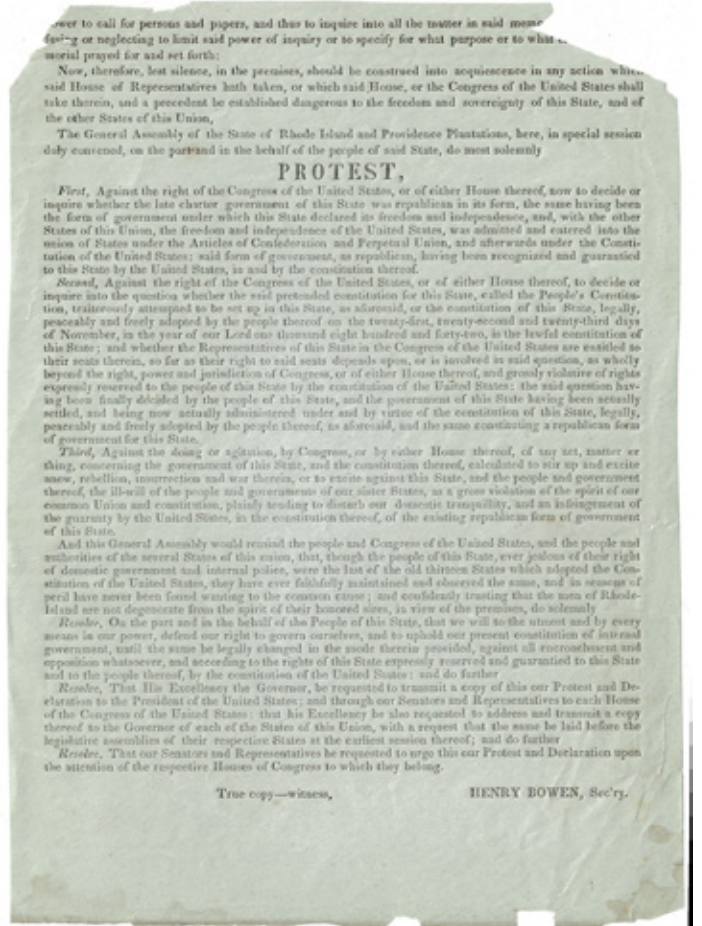 ower to call for persons and papers, and thus to inquire into all the matter in said mem
fusing or neglecting to limit said power of inquiry or to specify for what purpose or to what
morial prayed for and set forth:
Now, therefore, lest silence, in the premises, should be construed into acquiescence in any action which
said House of Representatives hath taken, or which said House, or the Congress of the United States shall
take therein, and a precedent be established dangerous to the freedom and sovereignty of this State, and of
the other States of this Union,
The General Assembly of the State of Rhode Island and Providence Plantations, here, in special session
duly convened, on the part and in the behalf of the people of said State, do most solemnly
PROTEST,
First, Against the right of the Congress of the United States, or of either House thereof, now to decide or
inquire whether the late charter government of this State was republican in its form, the same having been
the form of government under which this State declared its freedom and independence, and, with the other
States of this Union, the freedom and independence of the United States, was admitted and entered into the
union of States under the Articles of Confederation and Perpetual Union, and afterwards under the Consti-
tution of the United States: said form of government, as republican, having been recognized and guarantied
to this State by the United States, in and by the constitution thereof.
Second, Against the right of the Congress of the United States, or of either House thereof, to decide or
inquire into the question whether the said pretended constitution for this State, called the People's Constitu-
tion, traitorously attempted to be set up in this State, as aforesaid, or the constitution of this State, legally,
peaceably and freely adopted by the people thereof on the twenty-first, twenty-second and twenty-third days
of November, in the year of our Lord one thousand eight hundred and forty-two, is the lawful constitution of
this State; and whether the Representatives of this State in the Congress of the United States are entitled to
their seats therein, so far as their right to said seats depends upon, or is involved in said question, as wholly
beyond the right, power and jurisdiction of Congress, or of either House thereof, and grossly violative of rights
expressly reserved to the people of this State by the constitution of the United States: the said question hav-
ing been finally decided by the people of this State, and the government of this State having been actually
settled, and being now actually administered under and by virtue of the constitution of this State, legally,
peaceably and freely adopted by the people thereof, as aforesaid, and the same constituting a republican form
of government for this State.
Third, Against the doing or agitation, by Congress, or by either House thereof, of any act, matter or
thing, concerning the government of this State, and the constitution thereof, calculated to stir up and excite
anew, rebellion, insurrection and war therein, or to excite against this State, and the people and government
thereof, the ill-will of the people and governments of our sister States, as a gross violation of the spirit of our
common Union and constitution, plainly tending to disturb our domestic tranquility, and an infringement of
the guaranty by the United States, in the constitution thereof, of the existing republican form of government
of this State.
And this General Assembly would remind the people and Congress of the United States, and the people and
authorities of the several States of this union, that, though the people of this State, ever jealous of their right
of domestic government and internal police, were the last of the old thirteen States which adopted the Con-
stitution of the United States, they have ever faithfully maintained and observed the same, and in seasons of
peril have never been found wanting to the common cause; and confidently trusting that the men of Rhode-
Island are not degenerate from the spirit of their honored sires, in view of the premises, do solemnly
Resolve, On the part and in the behalf of the People of this State, that we will to the utmost and by every
means in our power, defend our right to govern ourselves, and to uphold our present constitution of internal
government, until the same be legally changed in the mode therein provided, against all encroachment and
opposition whatsoever, and according to the rights of this State expressly reserved and guarantied to this State
and to the people thereof, by the constitution of the United States: and do further
Resolve, That His Excellency the Governor, be requested to transmit a copy of this our Protest and De-
claration to the President of the United States; and through our Senators and Representatives to each House
of the Congress of the United States: that his Excellency be also requested to address and transmit a copy
thereof to the Governor of each of the States of this Union, with a request that the same be laid before the
legislative assemblies of their respective States at the earliest session thereof; and do further
Resolve, That our Senators and Representatives be requested to urge this our Protest and Declaration upon
the attention of the respective Houses of Congress to which they belong.
True copy—witness, HENRY BOWEN, Sec'ry.